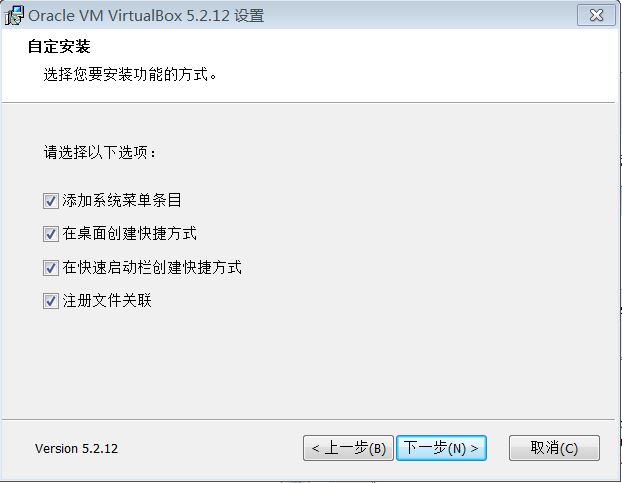 Oracle VM VirtualBox 5.2.12 设置
自定安装
选择您要安装功能的方式。
请选择以下选项：
添加系统菜单条目
在桌面创建快捷方式
在快速启动栏创建快捷方式
注册文件关联
Version 5.2.12
< 上一步(B)
下一步(N) >
取消(C)